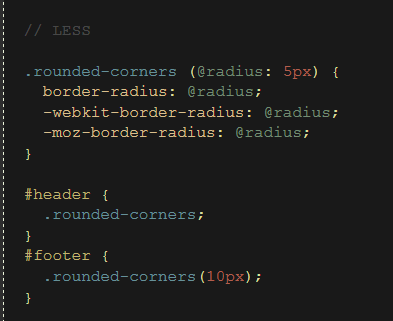 // LESS
.rounded-corners (@radius: 5px) {
border-radius: @radius;
-webkit-border-radius: @radius;
-moz-border-radius: @radius;
}
#header {
.rounded-corners;
}
#footer {
.rounded-corners(10px);
}